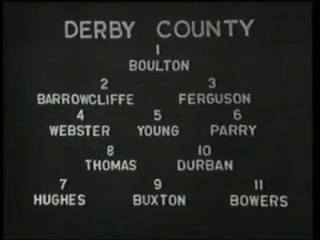 DERBY COUNTY
1
BOULTON
2 3
BARROWCLIFFE FERGUSON
4 5 6
WEBSTER YOUNG PARRY
8 10
THOMAS DURBAN
7 9 11
HUGHES BUXTON BOWERS